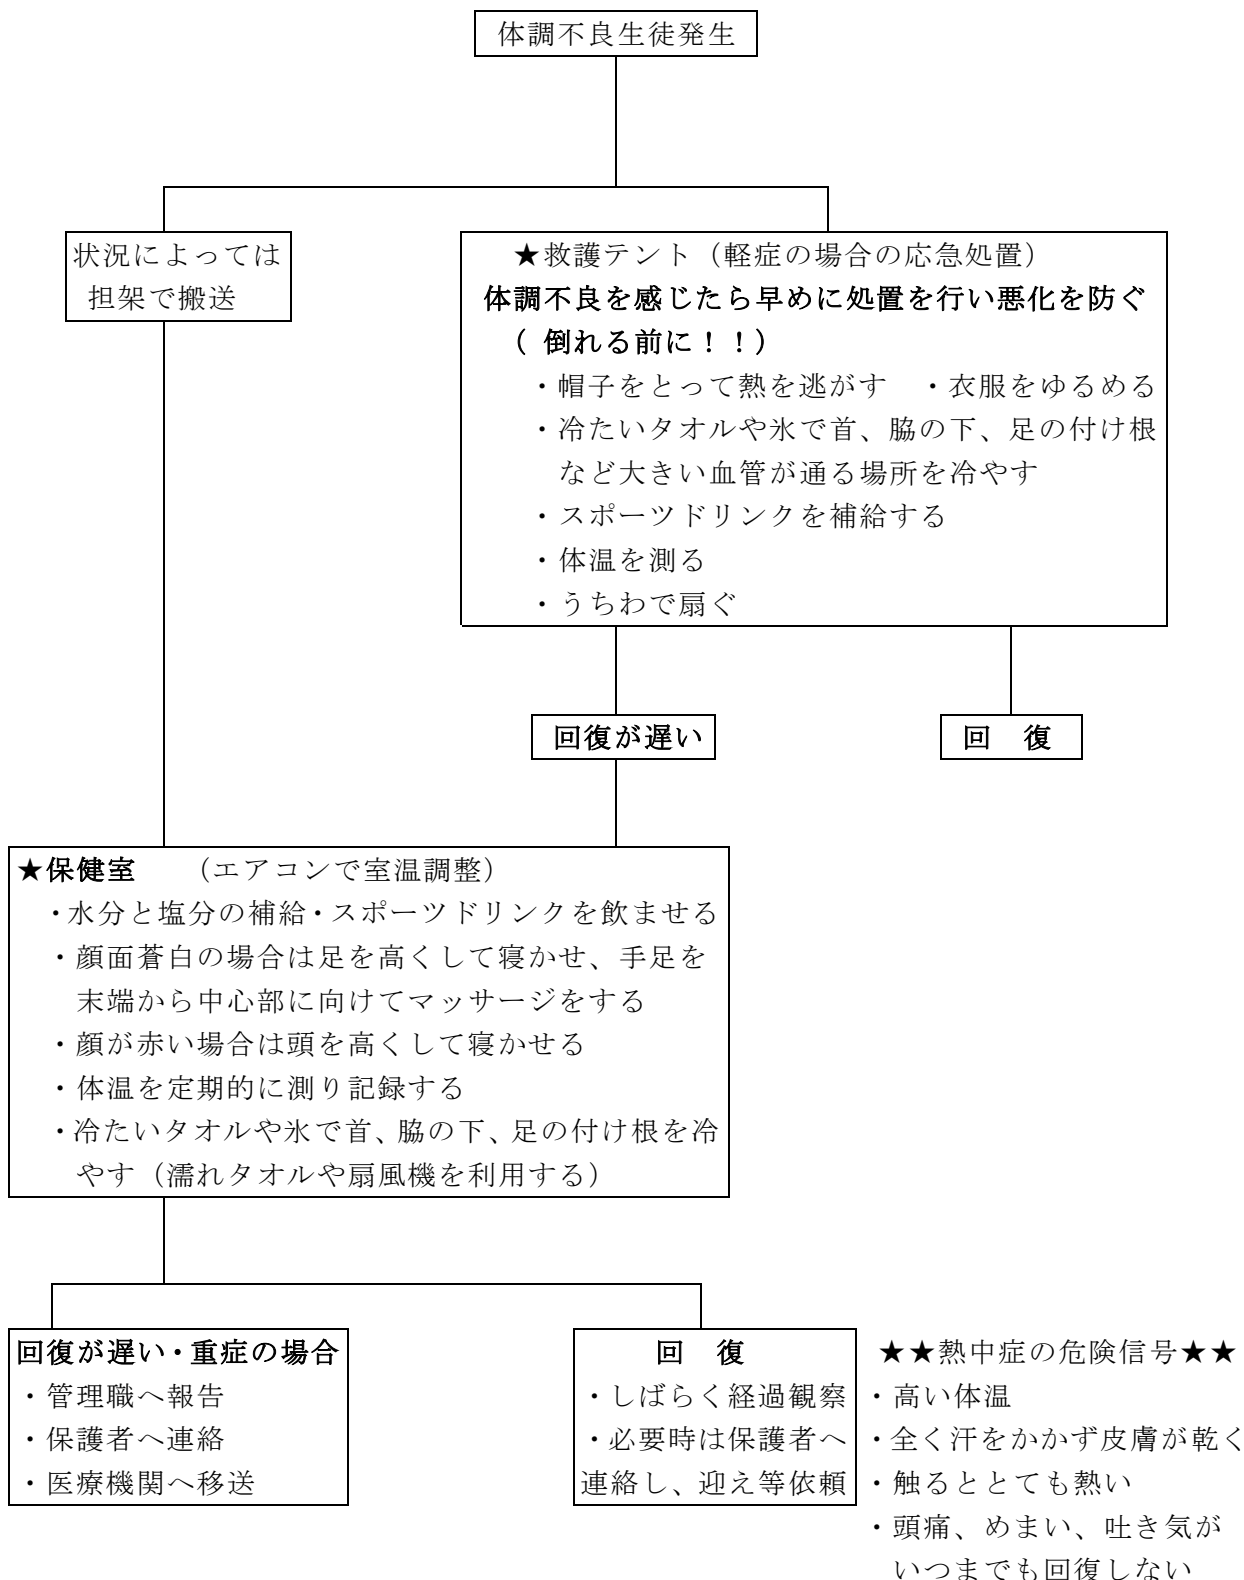 体調不良生徒発生
状況によっては
担架で搬送
★救護テント（軽症の場合の応急処置）
体調不良を感じたら早めに処置を行い悪化を防ぐ
（ 倒れる前に！！）
・帽子をとって熱を逃がす　・衣服をゆるめる
・冷たいタオルや氷で首、脇の下、足の付け根
など大きい血管が通る場所を冷やす
・スポーツドリンクを補給する
・体温を測る
・うちわで扇ぐ
回復が遅い
回　復
★保健室　　（エアコンで室温調整）
・水分と塩分の補給・スポーツドリンクを飲ませる
・顔面蒼白の場合は足を高くして寝かせ、手足を
末端から中心部に向けてマッサージをする
・顔が赤い場合は頭を高くして寝かせる
・体温を定期的に測り記録する
・冷たいタオルや氷で首、脇の下、足の付け根を冷
やす（濡れタオルや扇風機を利用する）
回復が遅い・重症の場合
・管理職へ報告
・保護者へ連絡
・医療機関へ移送
回　復
・しばらく経過観察
・必要時は保護者へ
連絡し、迎え等依頼
★★熱中症の危険信号★★
・高い体温
・全く汗をかかず皮膚が乾く
・触るととても熱い
・頭痛、めまい、吐き気が
いつまでも回復しない